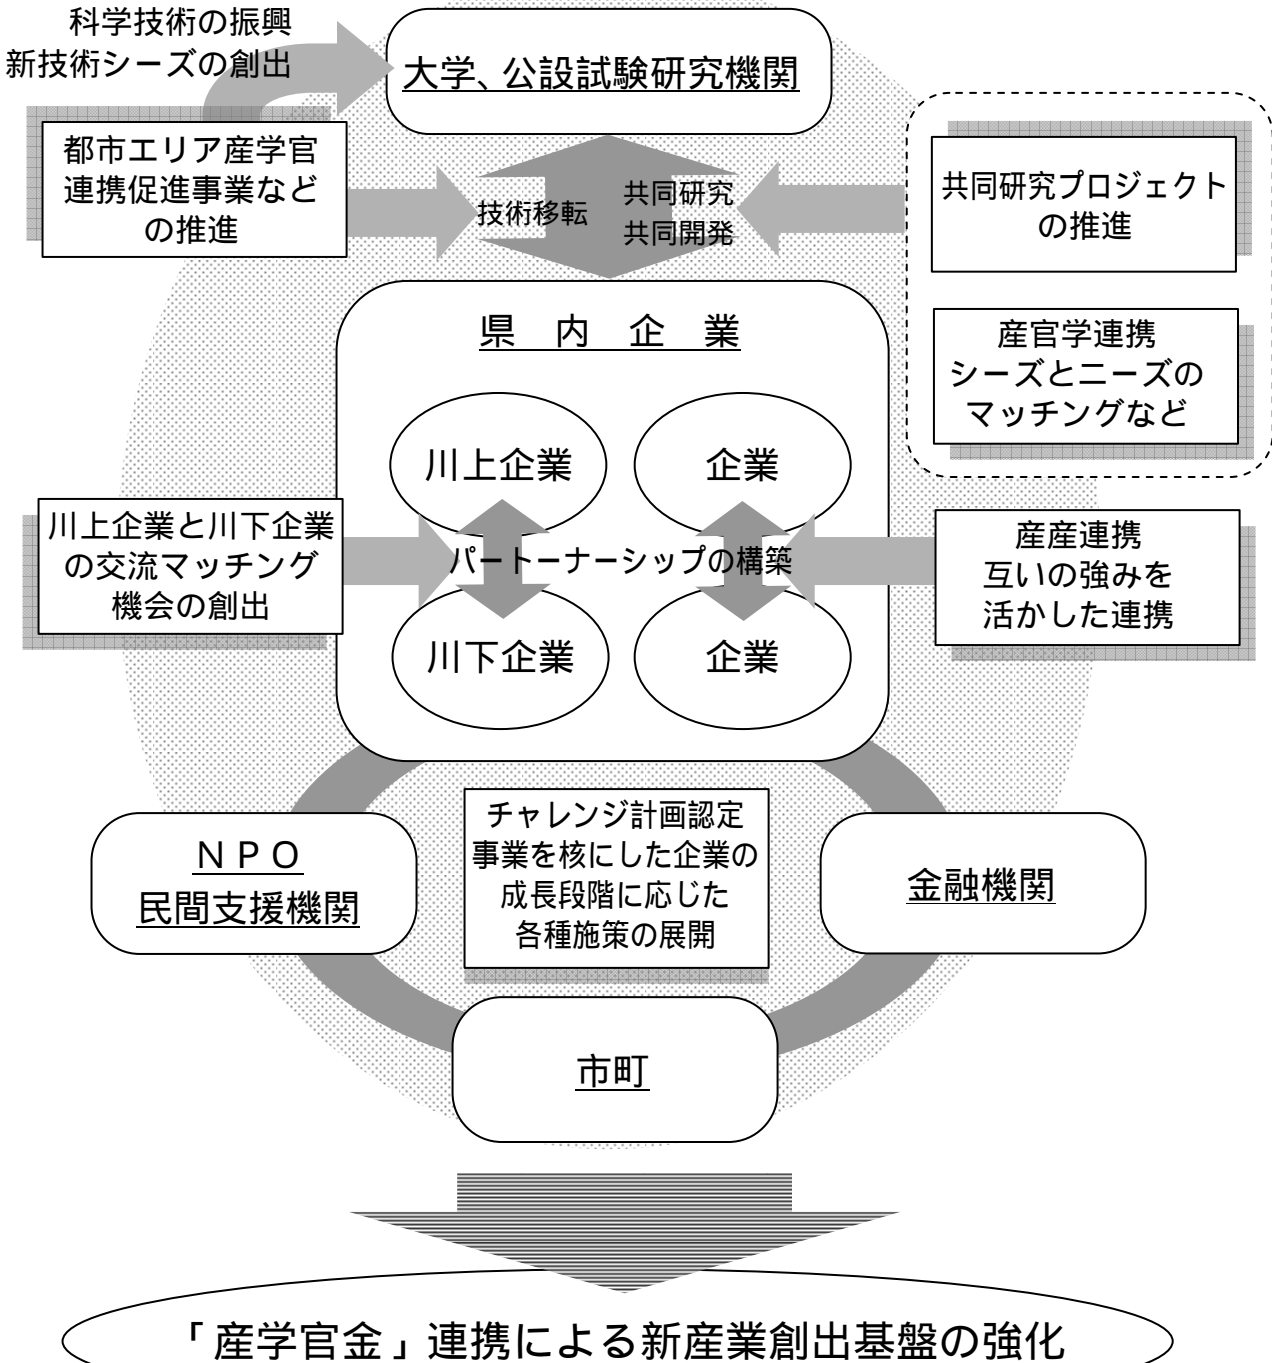 科学技術の振興
新技術シーズの創出
大学、公設試験研究機関
都市エリア産学官
連携促進事業など
の推進
技術移転
共同研究
共同開発
共同研究プロジェクト
の推進
産官学連携
シーズとニーズの
マッチングなど
県 内 企 業
川上企業
企業
川上企業と川下企業
の交流マッチング
機会の創出
パートーナーシップの構築
産産連携
互いの強みを
活かした連携
川下企業
企業
チャレンジ計画認定
事業を核にした企業の
成長段階に応じた
各種施策の展開
ＮＰＯ
民間支援機関
金融機関
市町
「産学官金」連携による新産業創出基盤の強化